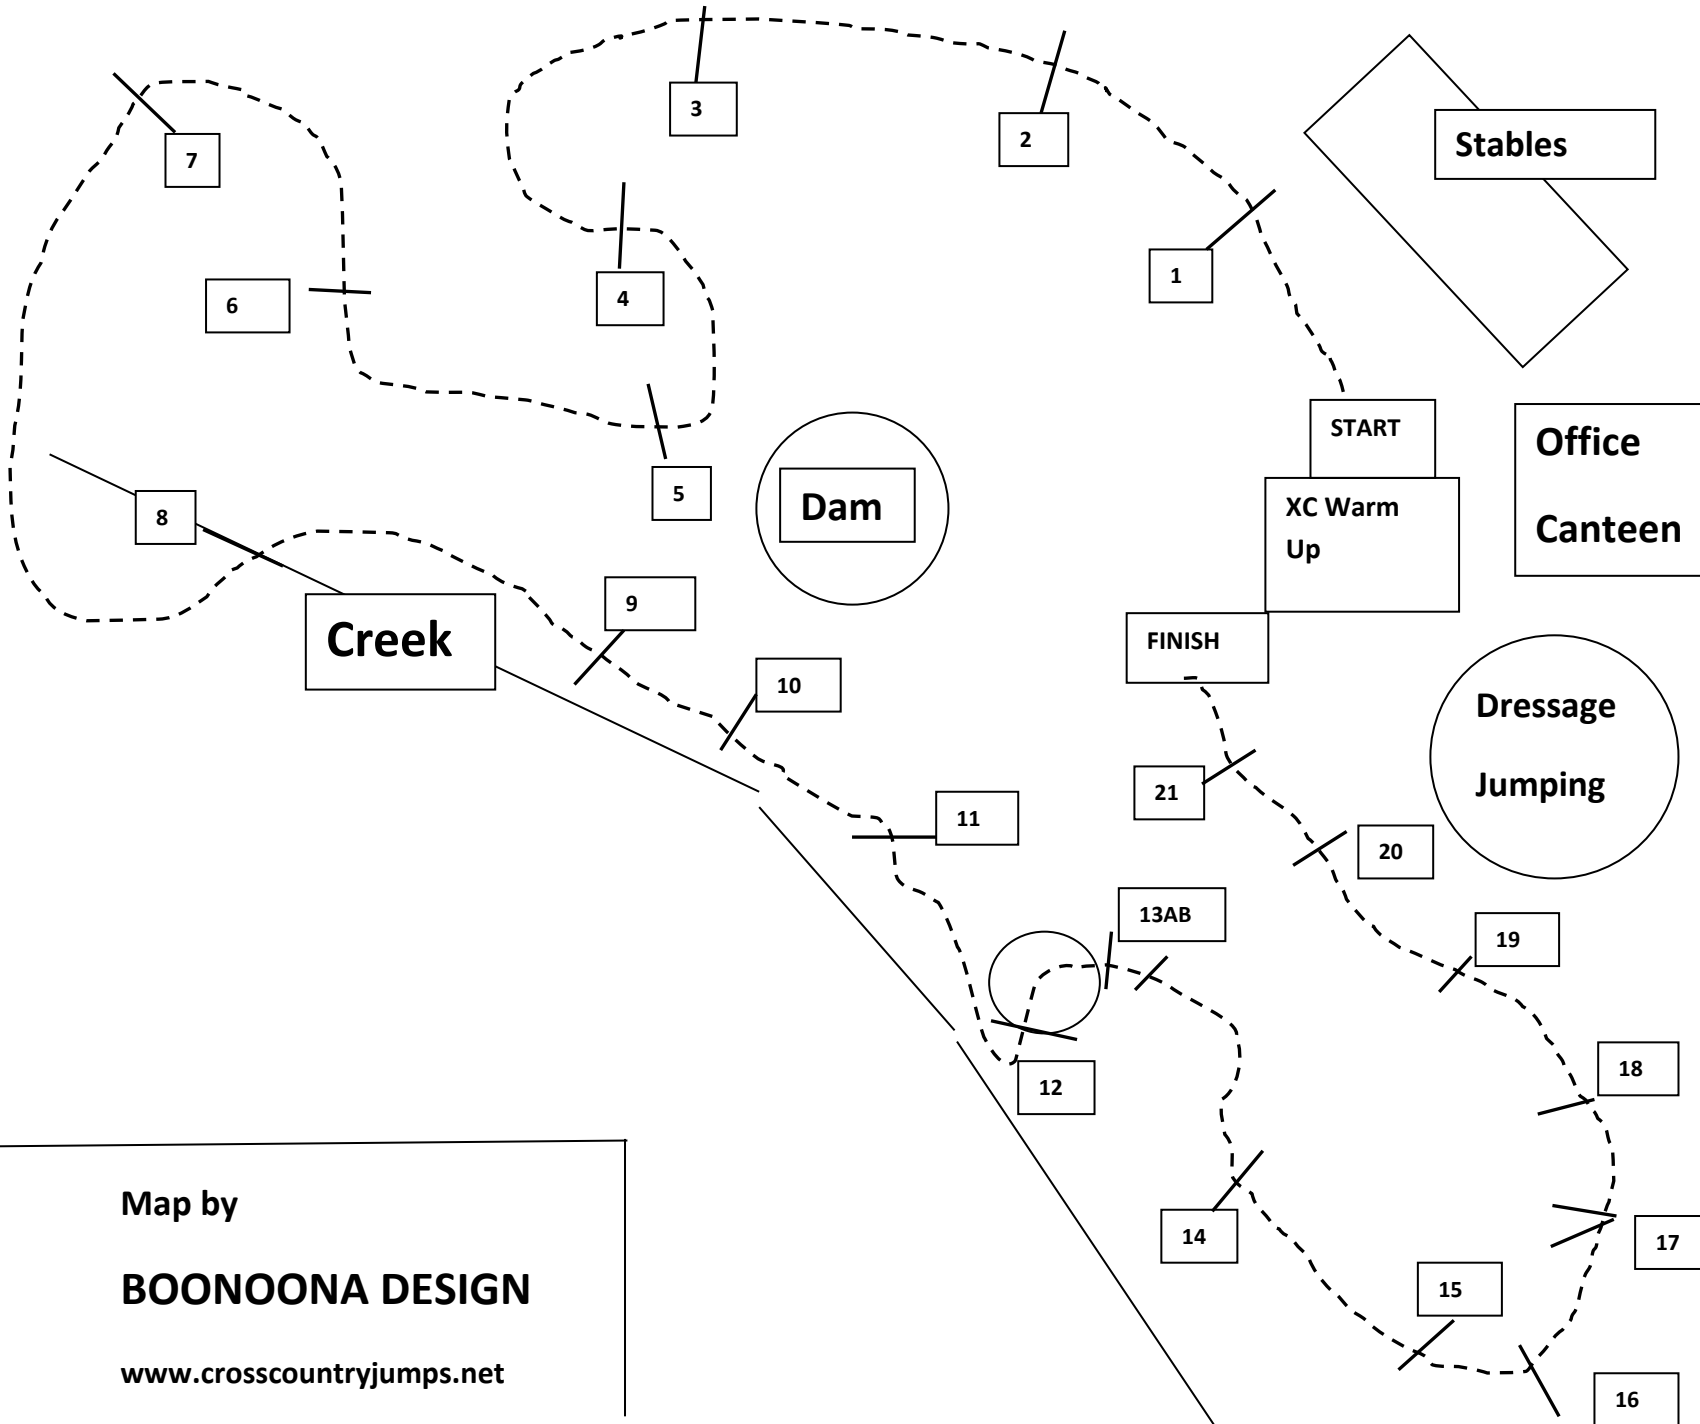 3
2
7
Stables
1
6
4
START
Office
Canteen
5
Dam
XC Warm
Up
8
9
Creek
FINISH
10
Dressage
Jumping
21
11
20
13AB
19
12
18
14
17
15
16
Map by
BOONOONA DESIGN
www.crosscountryjumps.net